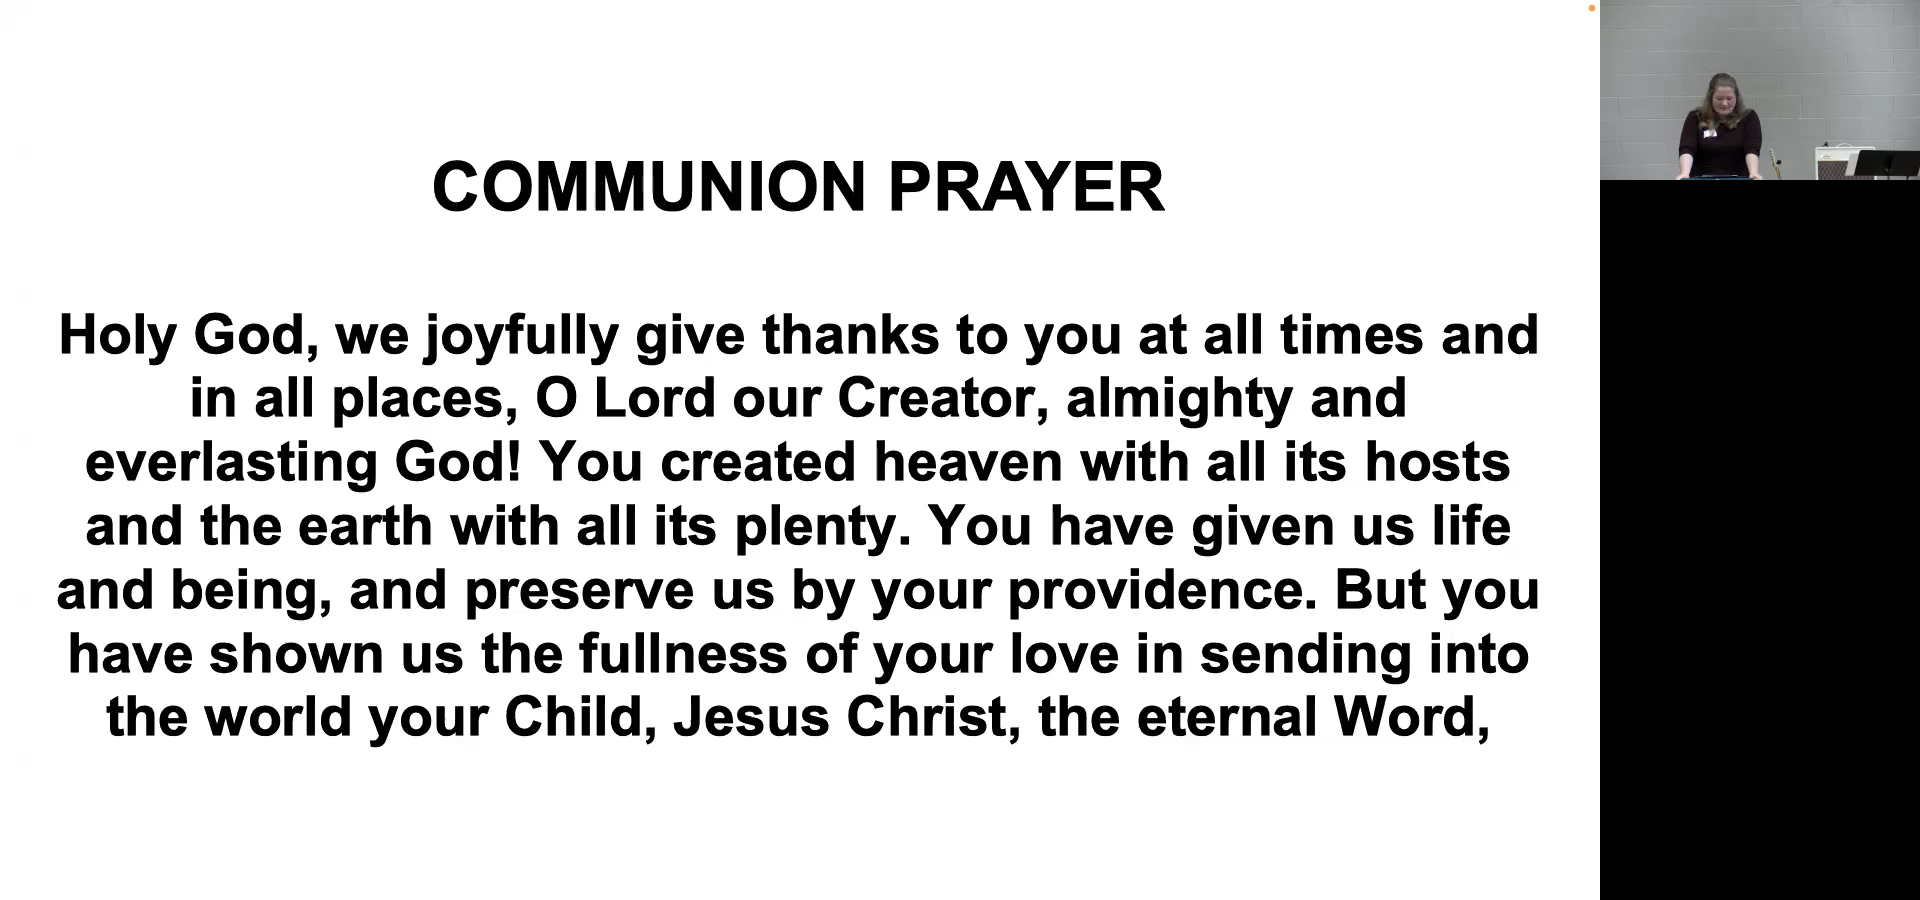 COMMUNION PRAYER
Holy God, we joyfully give thanks to you at all times and
in all places, O Lord our Creator, almighty and
everlasting God! You created heaven with all its hosts
and the earth with all its plenty. You have given us life
and being, and preserve us by your providence. But you
have shown us the fullness of your love in sending into
the world your Child, Jesus Christ, the eternal Word,